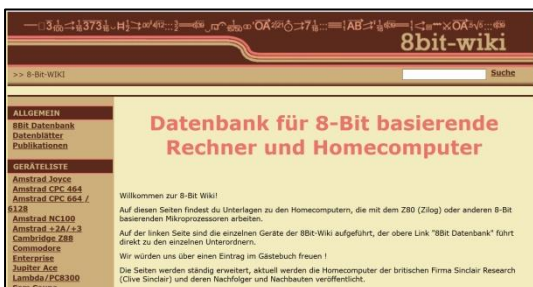 8bit-wiki
>> 8-Bit-WIKI
Suche
ALLGEMEIN
8Bit Datenbank
Datenblätter
Publikationen
GERÄTELISTE
Amstrad Joyce
Amstrad CPC 464
Amstrad CPC 664 /
6128
Amstrad NC100
Amstrad +2A/+3
Cambridge Z88
Commodore
Enterprise
Jupiter Ace
Lambda/PC8300
Datenbank für 8-Bit basierende
Rechner und Homecomputer
Willkommen zur 8-Bit Wiki!
Auf diesen Seiten findest du Unterlagen zu den Homecomputern, die mit dem Z80 (Zilog) oder anderen 8-Bit
basierenden Mikroprozessoren arbeiten.
Auf der linken Seite sind die einzelnen Geräte der 8Bit-Wiki aufgeführt, der obere Link "8Bit Datenbank" führt
direkt zu den einzelnen Unterordnern.
Wir würden uns über einen Eintrag im Gästebuch freuen !
Die Seiten werden ständig erweitert, aktuell werden die Homecomputer der britischen Firma Sinclair Research
(Clive Sinclair) und deren Nachfolger und Nachbauten veröffentlicht.